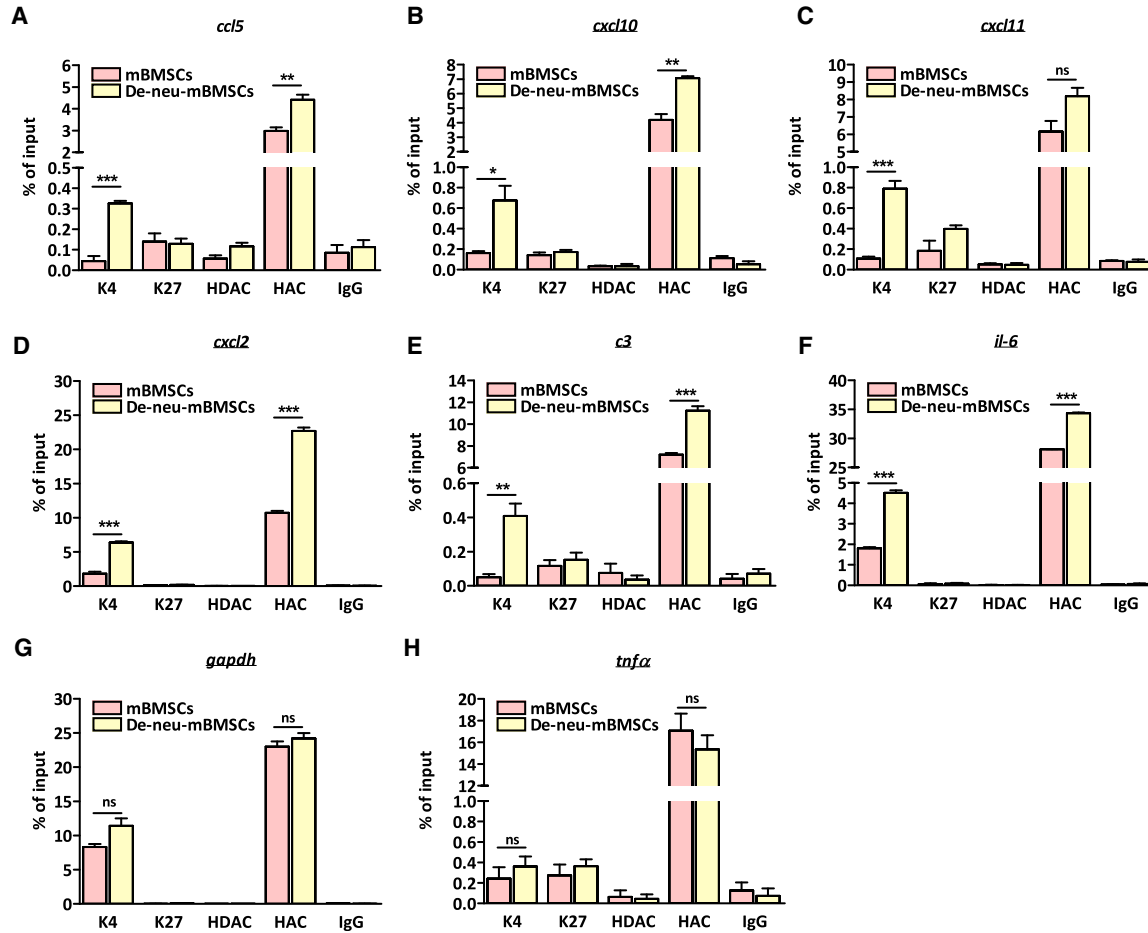 A
ccl5
6
5
4
3
2
0.5
0.4
0.3
0.2
0.1
0.0
% of input
mBMSCs
De-neu-mBMSCs
***
**
K4 K27 HDAC HAC IgG
B
cxcl10
8
7
6
5
4
3
2
1.0
0.8
0.6
0.4
0.2
0.0
% of input
mBMSCs
De-neu-mBMSCs
*
**
K4 K27 HDAC HAC IgG
C
cxcl11
10
9
8
7
6
5
1.0
0.8
0.6
0.4
0.2
0.0
% of input
mBMSCs
De-neu-mBMSCs
***
ns
K4 K27 HDAC HAC IgG
D
cxcl2
30
25
20
15
10
5
0
% of input
mBMSCs
De-neu-mBMSCs
***
***
K4 K27 HDAC HAC IgG
E
c3
14
12
10
8
6
0.6
0.4
0.2
0.0
% of input
mBMSCs
De-neu-mBMSCs
**
***
K4 K27 HDAC HAC IgG
F
il-6
40
35
30
25
5
4
3
2
1
0
% of input
mBMSCs
De-neu-mBMSCs
***
***
K4 K27 HDAC HAC IgG
G
gapdh
30
25
20
15
10
5
0
% of input
mBMSCs
De-neu-mBMSCs
ns
ns
K4 K27 HDAC HAC IgG
H
tnfα
20
18
16
14
12
1.0
0.8
0.6
0.4
0.2
0.0
% of input
mBMSCs
De-neu-mBMSCs
ns
ns
K4 K27 HDAC HAC IgG